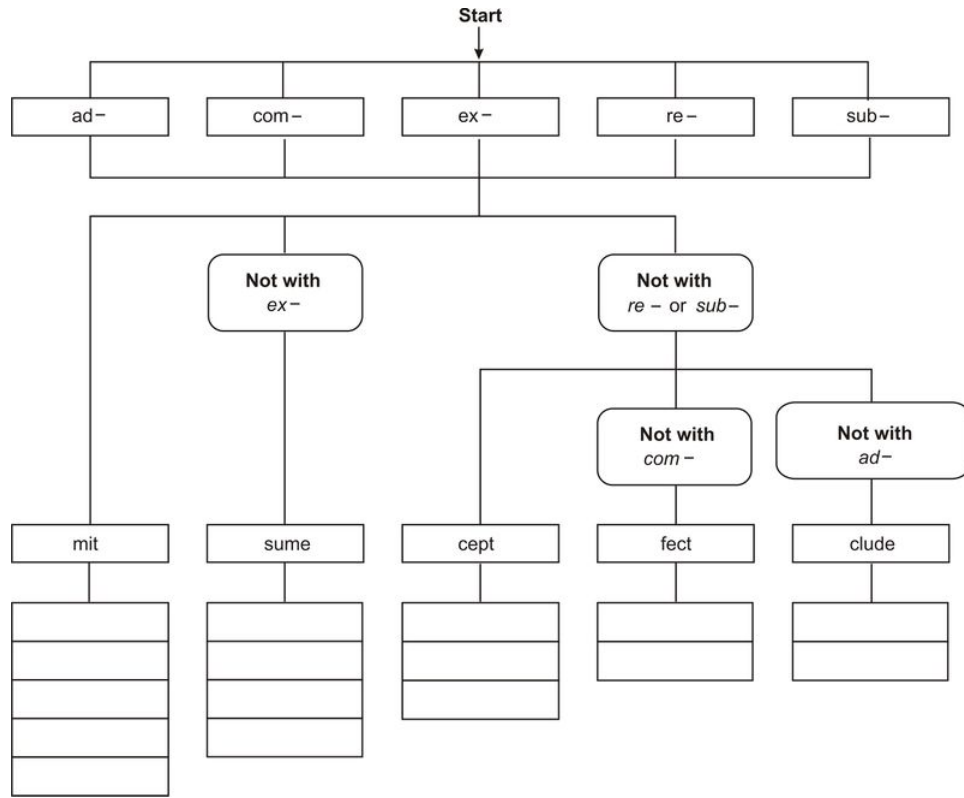 Start
ad–
com–
ex–
re–
sub–
Not with
ex–
Not with
re – or sub–
Not with
com –
Not with
ad–
mit
sume
cept
fect
clude